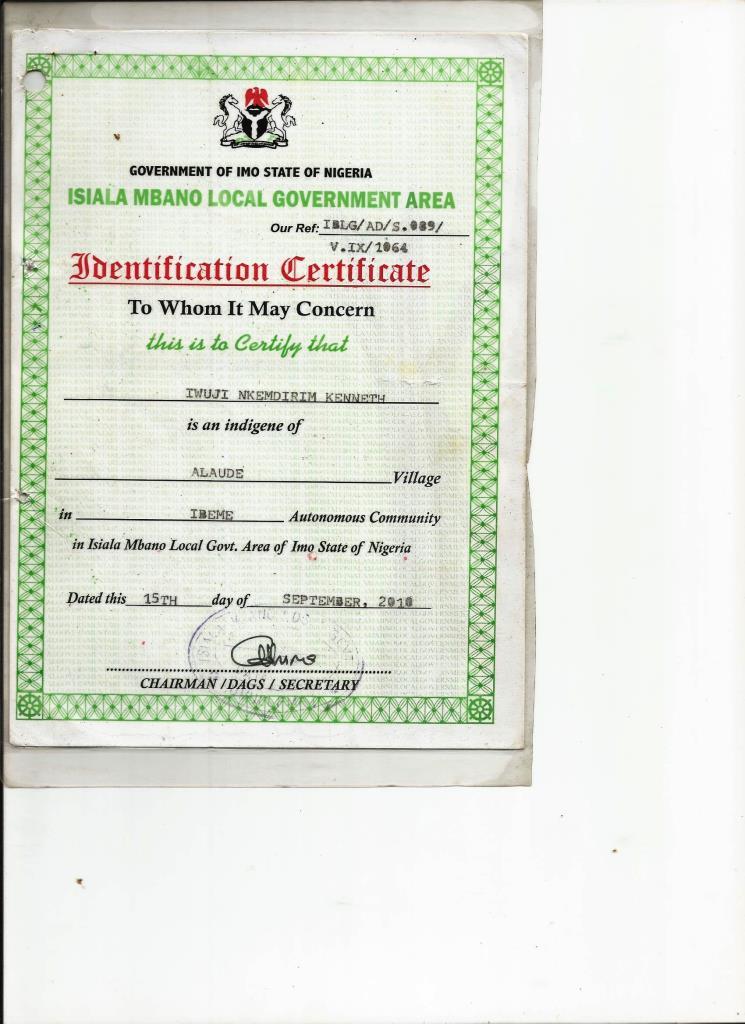 GOVERNMENT OF IMO STATE OF NIGERIA
ISIALA MBANO LOCAL GOVERNMENT AREA
Our Ref: IBLG/AD/S.089/
V.IX/1064
Identification Certificate
To Whom It May Concern
this is to Certify that
IWUJI NKEMDIRIM KENNETH
is an indigene of
ALAUDE Village
in IBEME Autonomous Community
in Isiala Mbano Local Govt. Area of Imo State of Nigeria
Dated this 15TH day of SEPTEMBER, 2010
CHAIRMAN / DAGS / SECRETARY